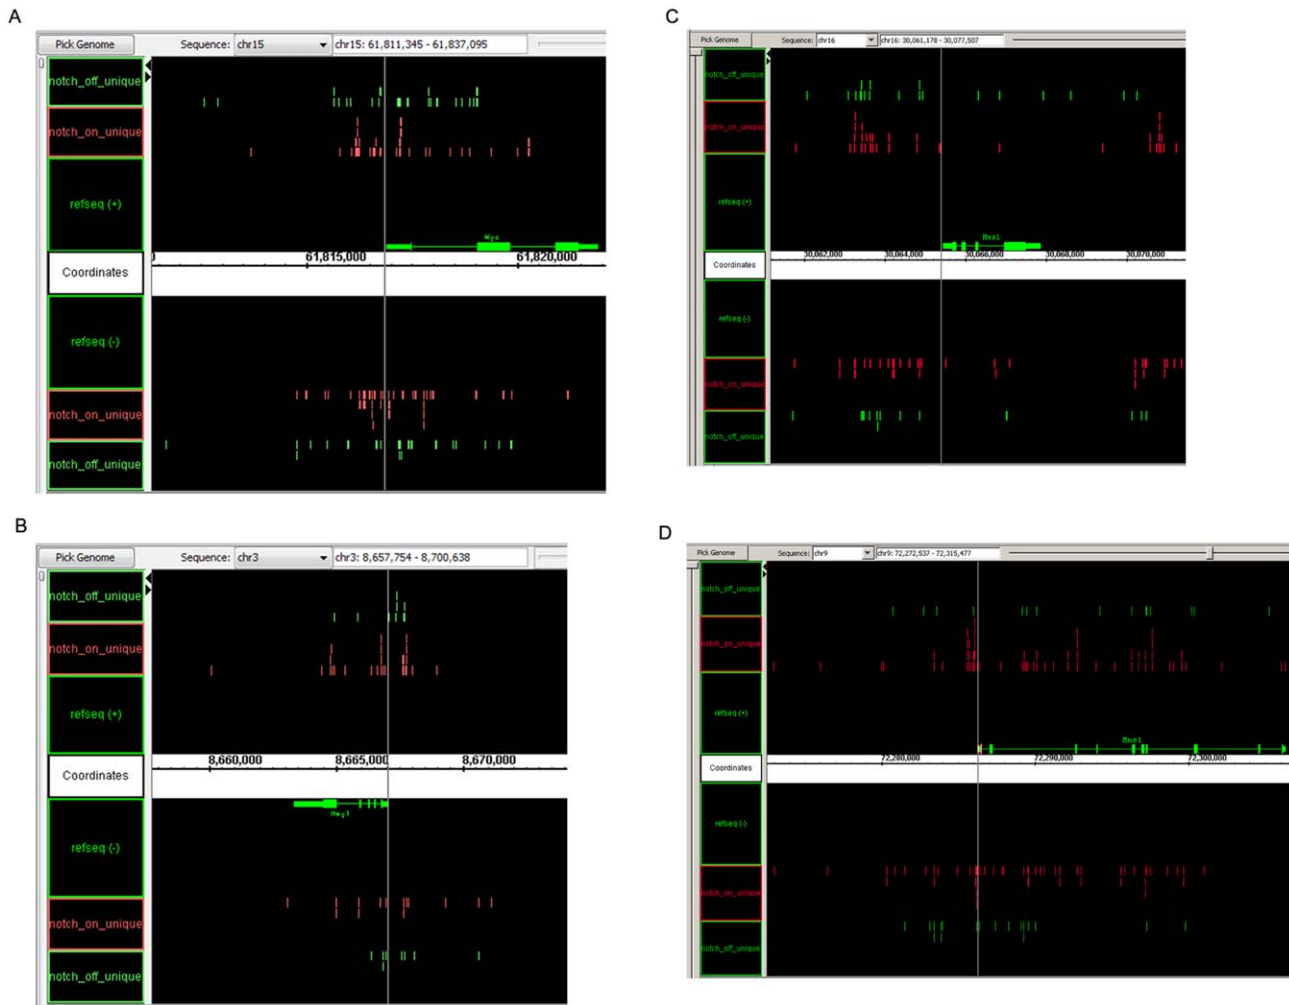 A
Pick Genome Sequence: chr15 chr15: 61,811,345 - 61,837,095
notch_off_unique
notch_on_unique
refseq (+)
Myc
Coordinates
61,815,000 61,820,000
refseq (-)
notch_on_unique
notch_off_unique
B
Pick Genome Sequence: chr3 chr3: 8,657,754 - 8,700,638
notch_off_unique
notch_on_unique
refseq (+)
Coordinates
8,660,000 8,665,000 8,670,000
Hey1
refseq (-)
notch_on_unique
notch_off_unique
C
Pick Genome Sequence: chr16 chr16: 30,061,178 - 30,077,507
notch_off_unique
notch_on_unique
refseq (+)
Hes1
Coordinates
30,062,000 30,064,000 30,066,000 30,068,000 30,070,000
refseq (-)
notch_on_unique
notch_off_unique
D
Pick Genome Sequence: chr9 chr9: 72,272,537 - 72,315,477
notch_off_unique
notch_on_unique
refseq (+)
Coordinates
72,280,000 72,290,000 72,300,000
refseq (-)
notch_on_unique
notch_off_unique